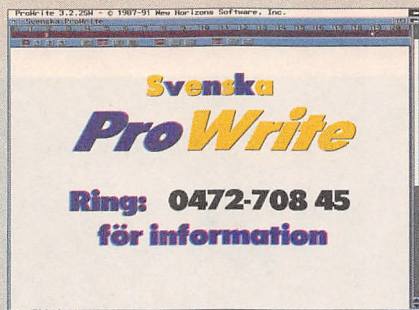 ProWrite 3.2.2SW - © 1987-91 New Horizons Software, Inc.
Svenska ProWrite
Svenska
ProWrite
Ring: 0472-708 45
för information